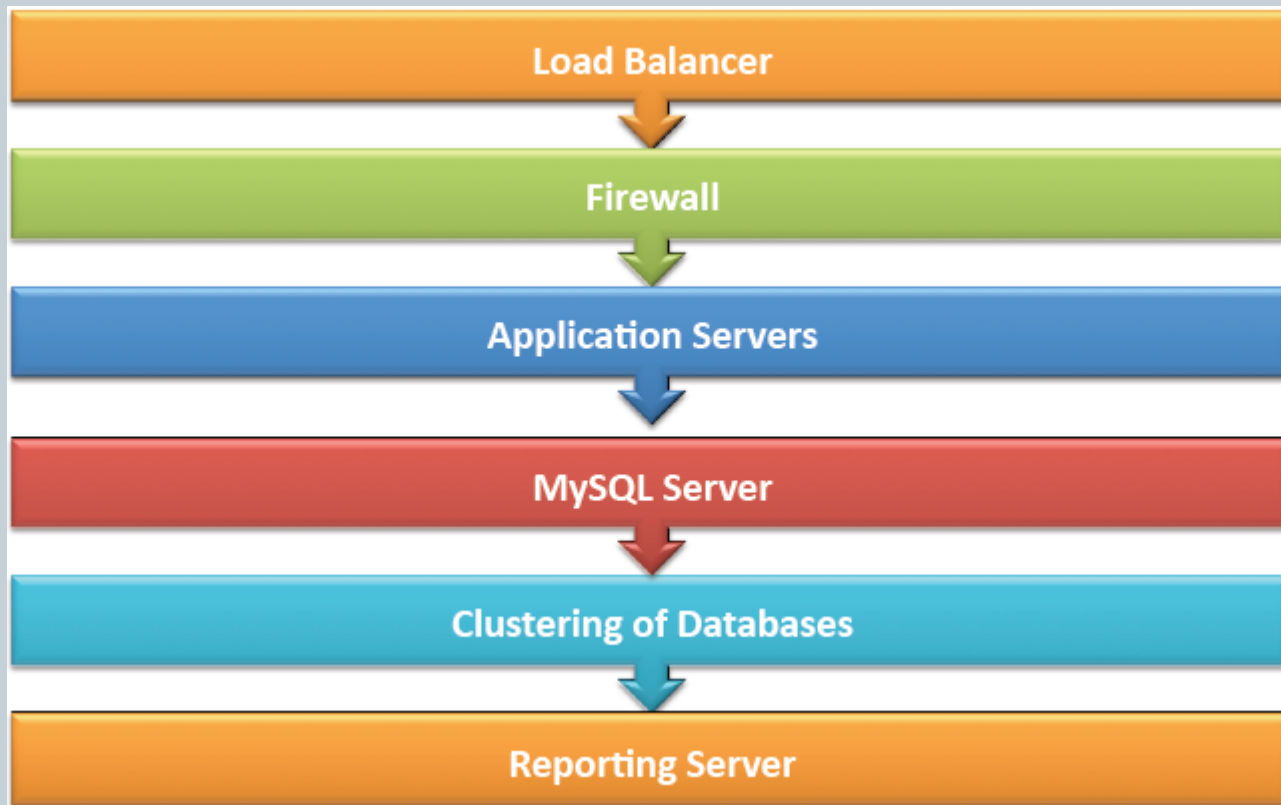 Load Balancer
Firewall
Application Servers
MySQL Server
Clustering of Databases
Reporting Server